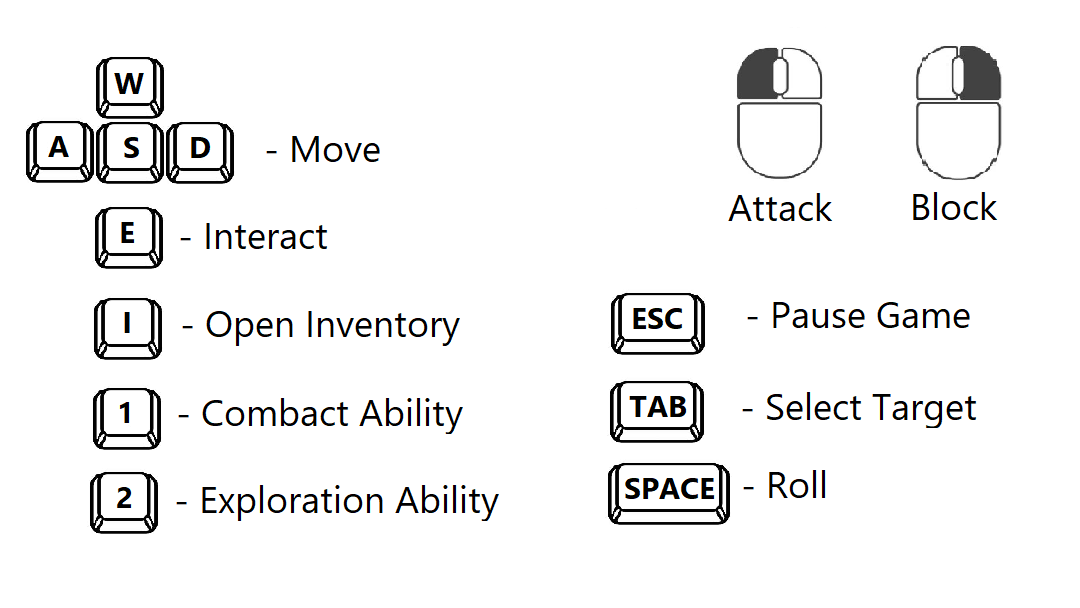 W
A S D - Move
E - Interact
I - Open Inventory
1 - Combact Ability
2 - Exploration Ability
Attack Block
ESC - Pause Game
TAB - Select Target
SPACE - Roll